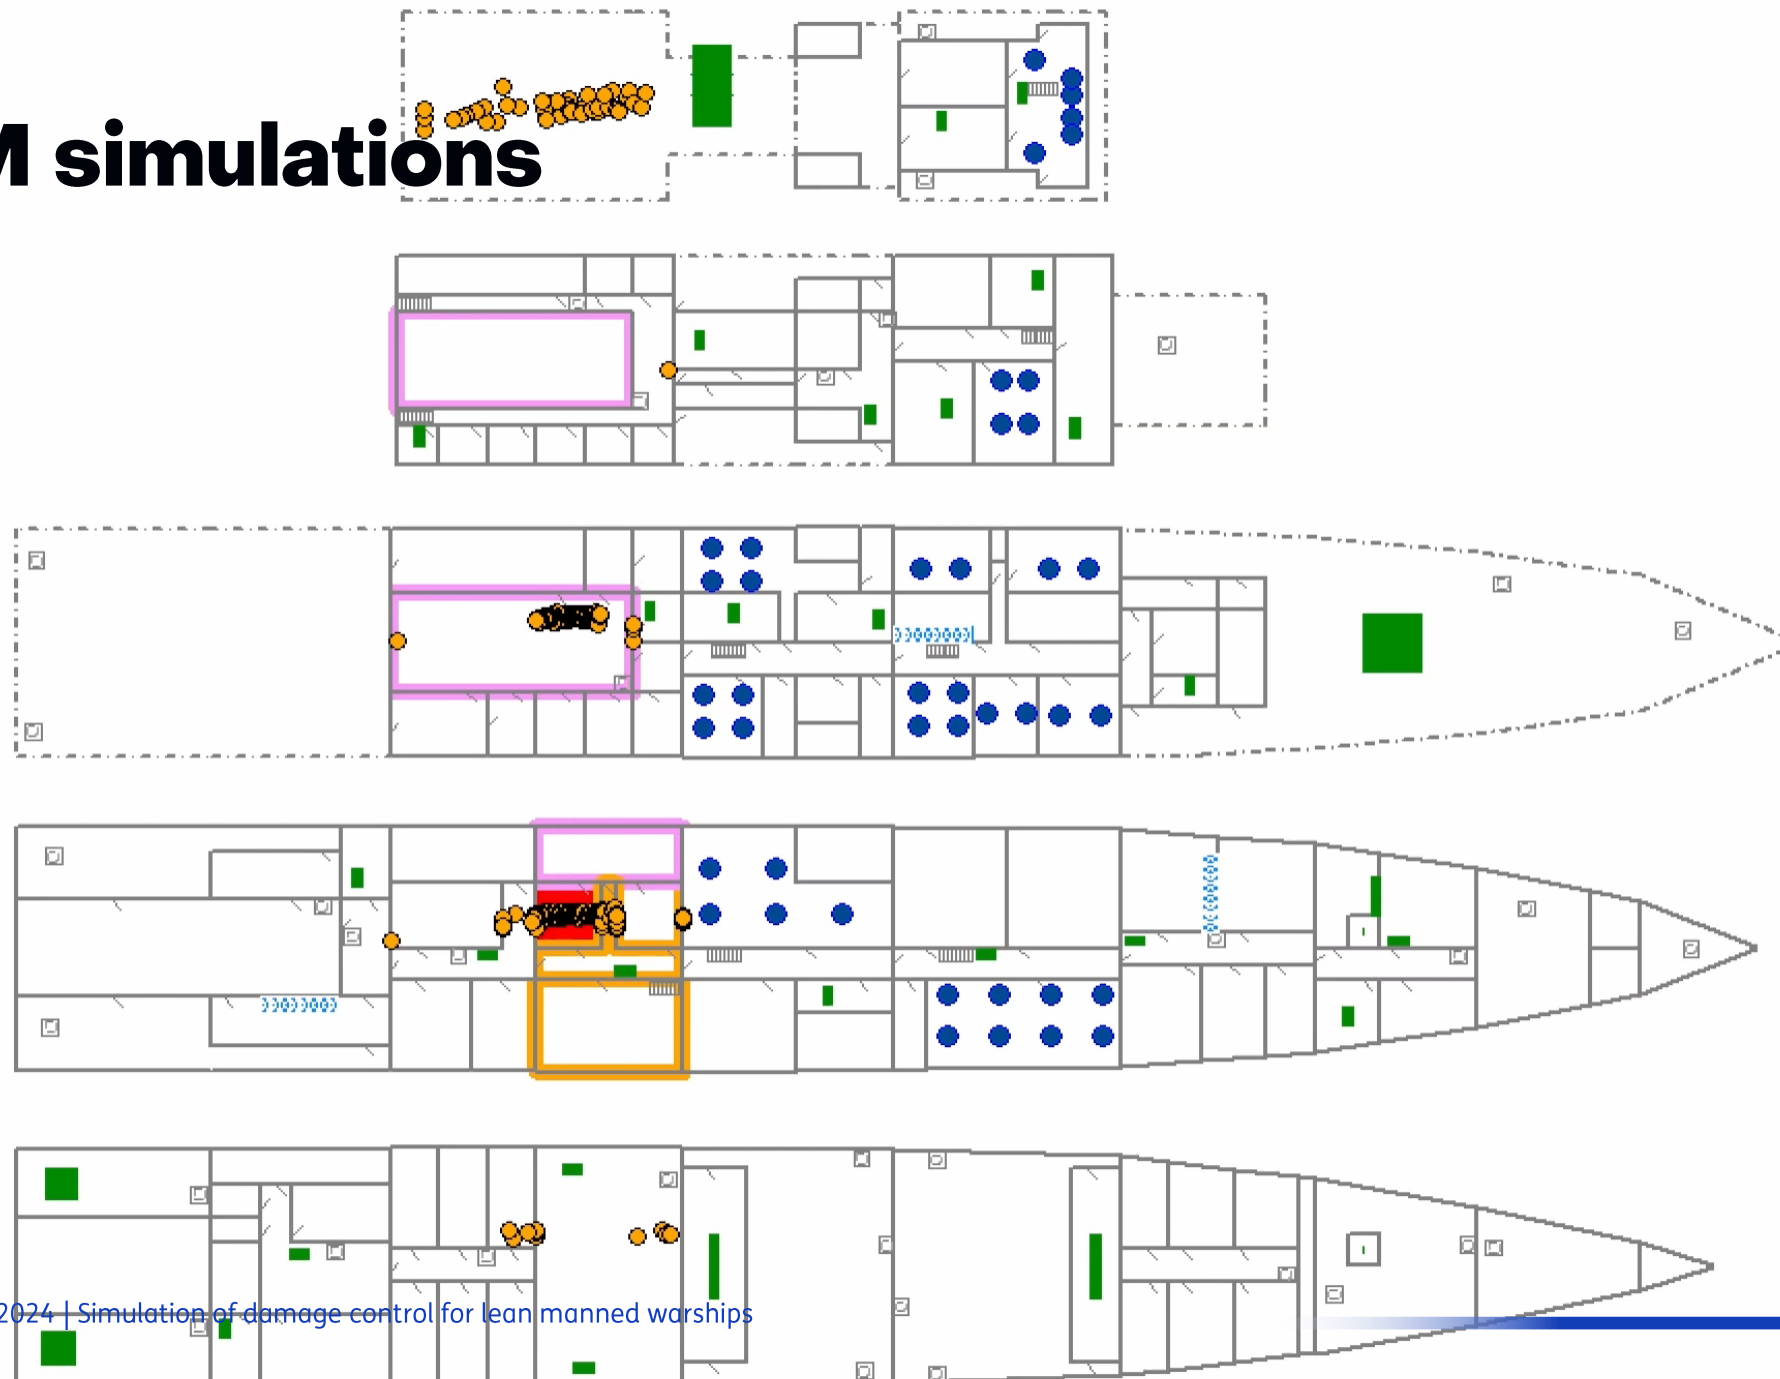 M simulations
2024 | Simulation of damage control for lean manned warships